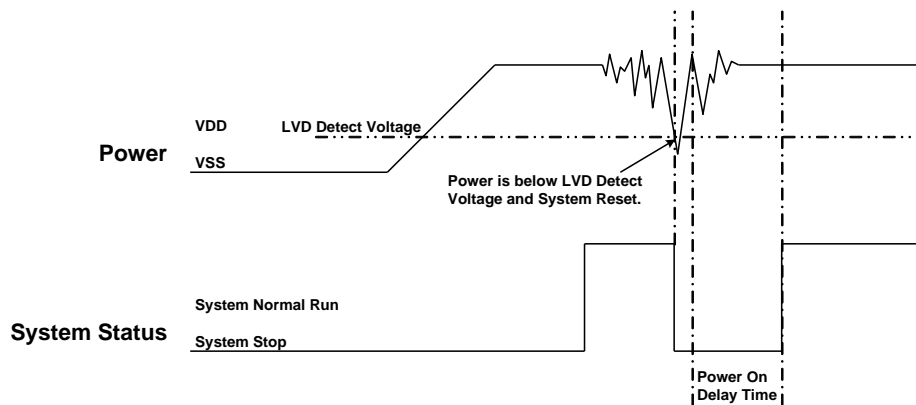 VDD
LVD Detect Voltage
Power
VSS
Power is below LVD Detect
Voltage and System Reset.
System Normal Run
System Status
System Stop
Power On
Delay Time